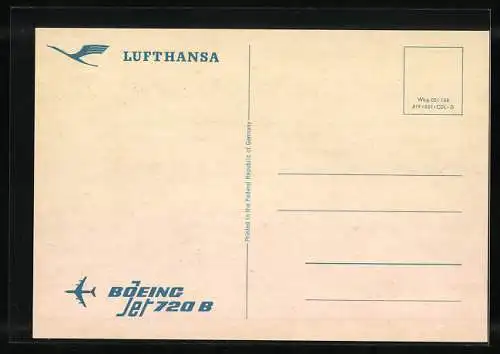 LUFTHANSA
Printed in the Federal Republic of Germany
BOEING
Jet 720 B